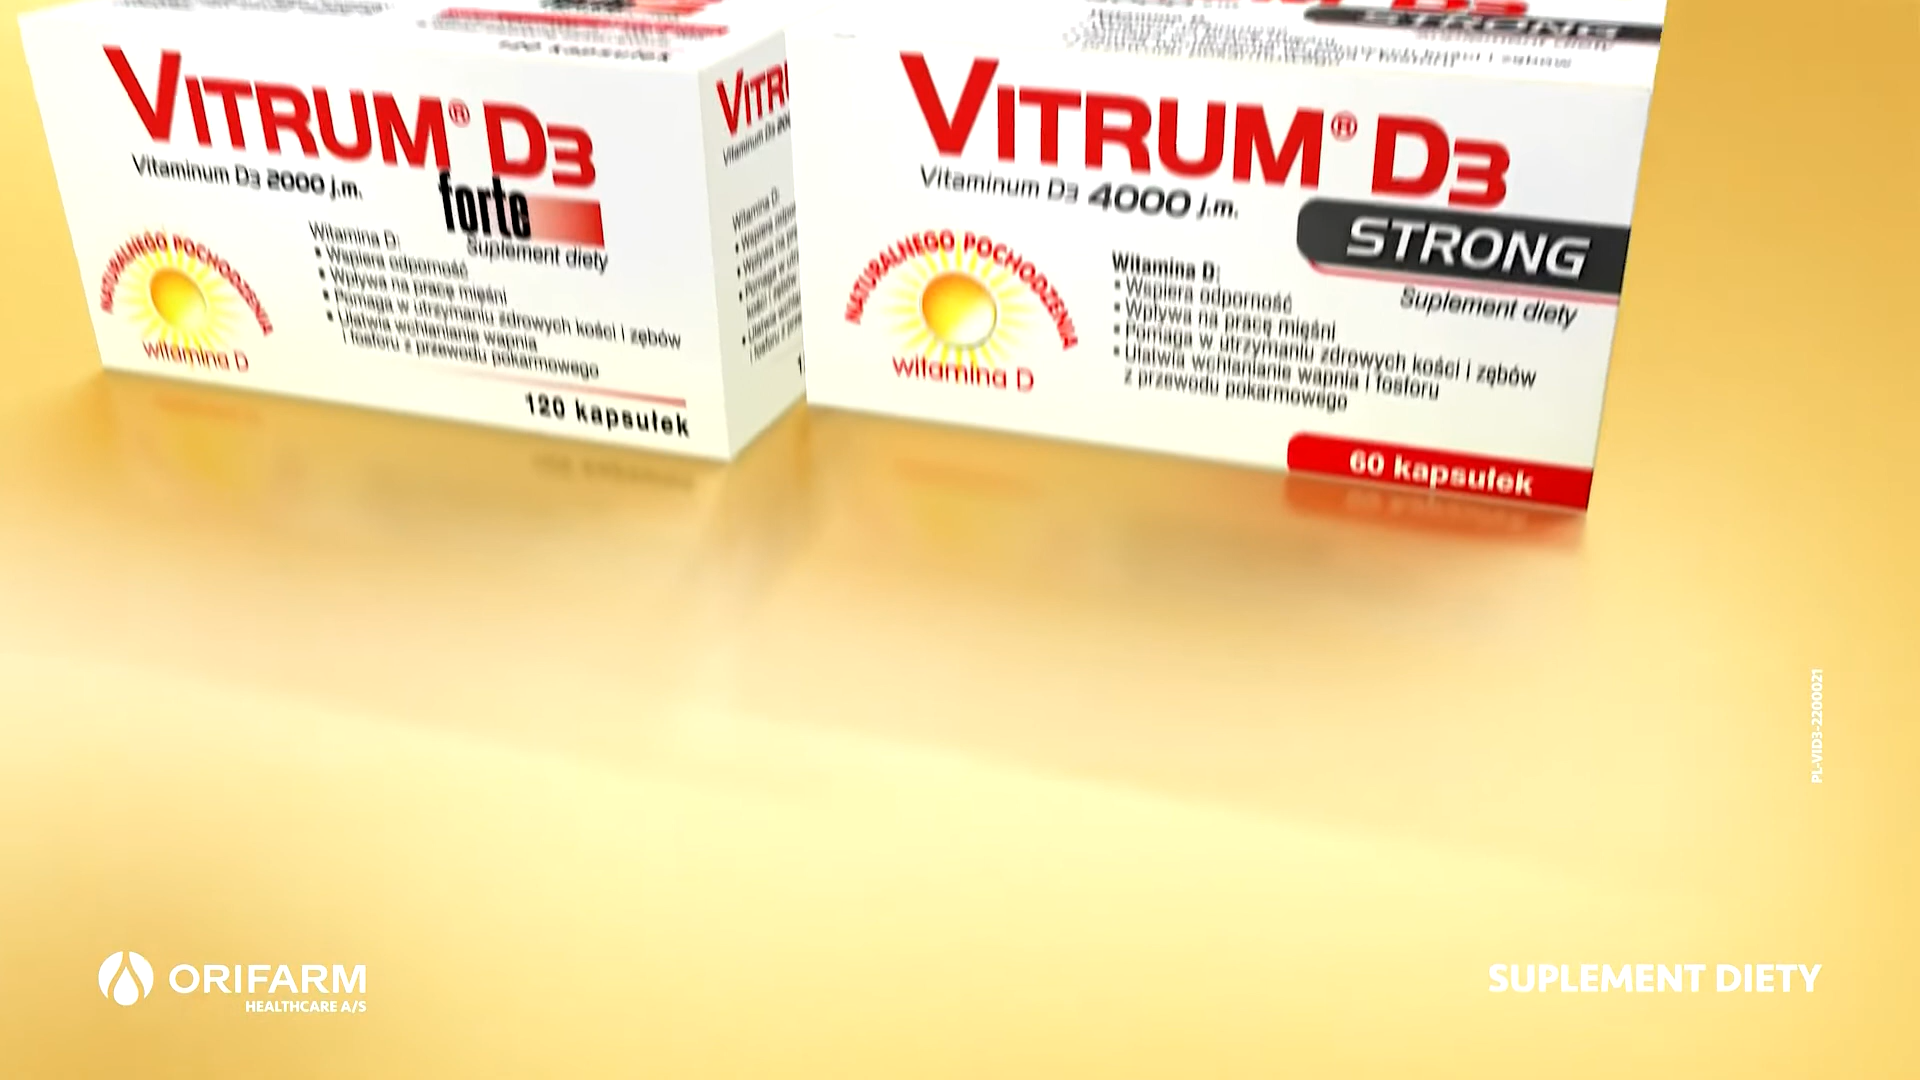 VITRUM® D3
Vitaminum D3 2000 j.m.
forte
Suplement diety
NATURALNEGO POCHODZENIA
witamina D
Witamina D:
• Wspiera odporność
• Wpływa na pracę mięśni
• Pomaga w utrzymaniu zdrowych kości i zębów
• Ułatwia wchłanianie wapnia
i fosforu z przewodu pokarmowego
120 kapsułek
STRONG
VITRUM® D3
Vitaminum D3 4000 j.m.
STRONG
Suplement diety
NATURALNEGO POCHODZENIA
witamina D
Witamina D:
• Wspiera odporność
• Wpływa na pracę mięśni
• Pomaga w utrzymaniu zdrowych kości i zębów
• Ułatwia wchłanianie wapnia i fosforu
z przewodu pokarmowego
60 kapsułek
PL-VID3-2200021
ORIFARM
HEALTHCARE A/S
SUPLEMENT DIETY